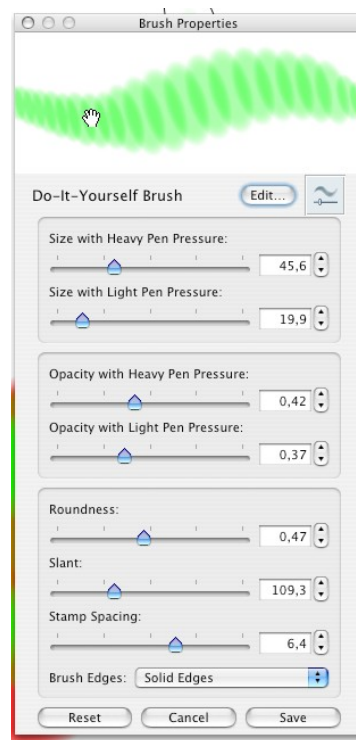 Brush Properties
Do-It-Yourself Brush Edit...
Size with Heavy Pen Pressure:
45,6
Size with Light Pen Pressure:
19,9
Opacity with Heavy Pen Pressure:
0,42
Opacity with Light Pen Pressure:
0,37
Roundness:
0,47
Slant:
109,3
Stamp Spacing:
6,4
Brush Edges: Solid Edges
Reset Cancel Save